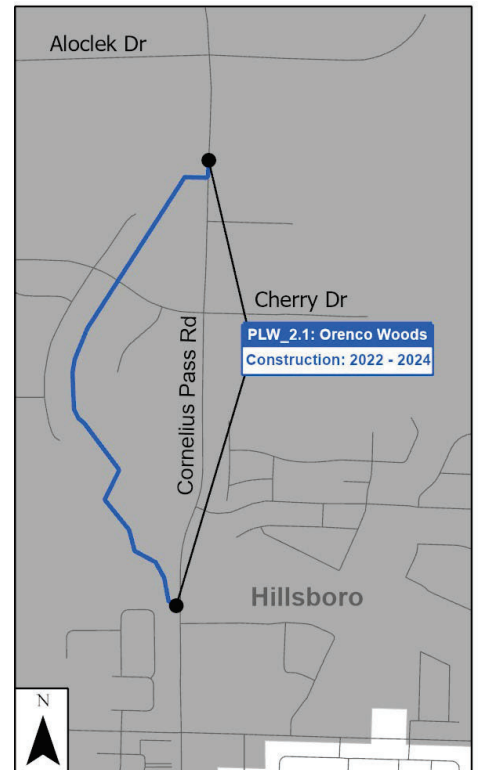 Aloclek Dr
Cherry Dr
PLW_2.1: Orenco Woods
Construction: 2022 - 2024
Cornelius Pass Rd
Hillsboro
N